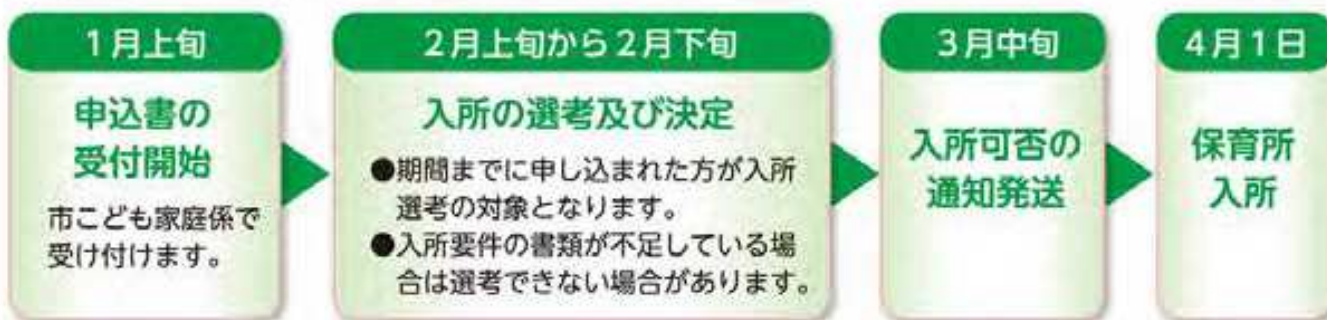 1月上旬
申込書の
受付開始
市こども家庭係で
受け付けます。
2月上旬から2月下旬
入所の選考及び決定
●期間までに申し込まれた方が入所
選考の対象となります。
●入所要件の書類が不足している場
合は選考できない場合があります。
3月中旬
入所可否の
通知発送
4月1日
保育所
入所